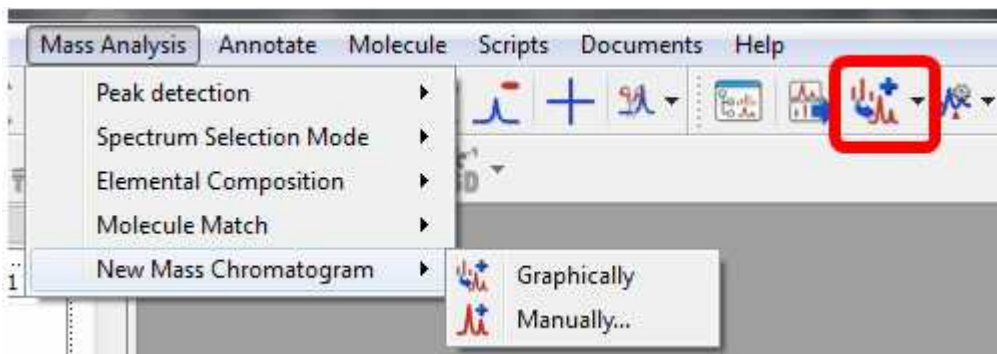 Mass Analysis Annotate Molecule Scripts Documents Help
Peak detection
Spectrum Selection Mode
Elemental Composition
Molecule Match
New Mass Chromatogram
Graphically
Manually...